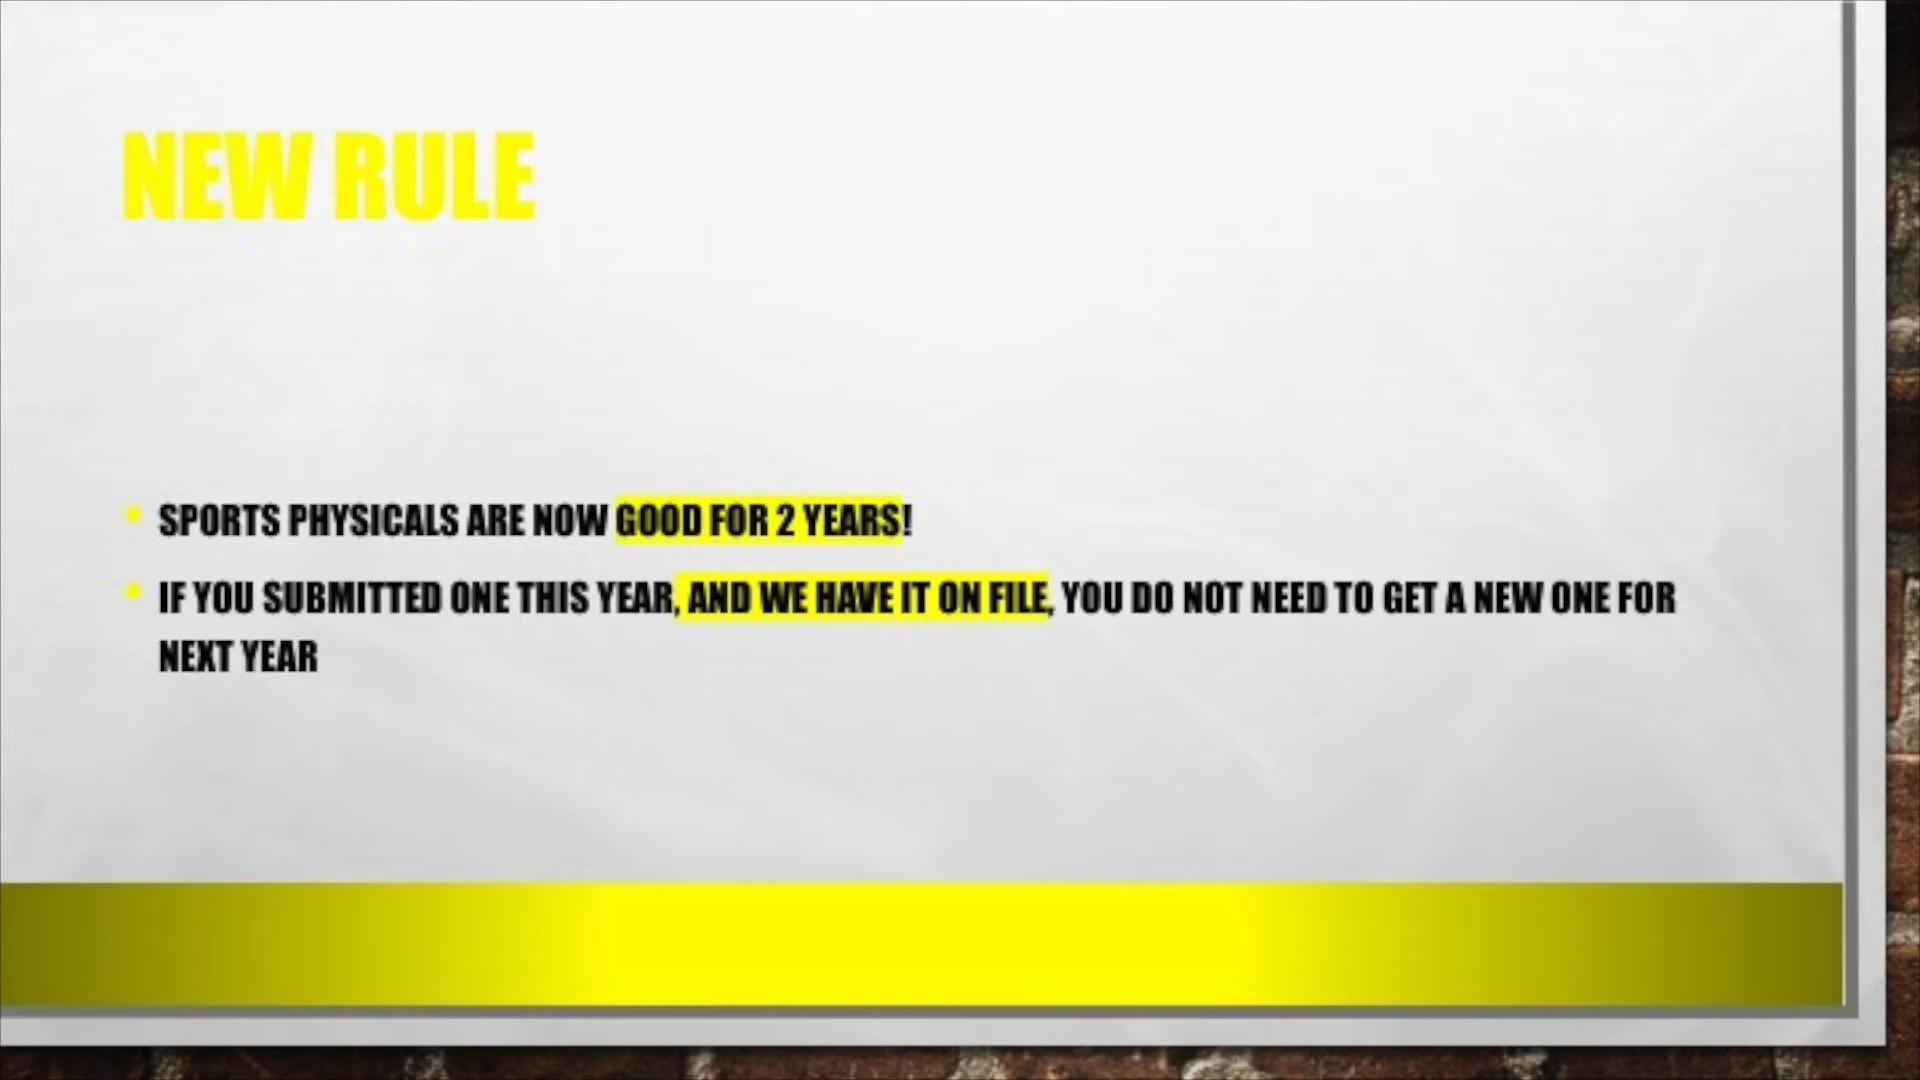 NEW RULE
• SPORTS PHYSICALS ARE NOW GOOD FOR 2 YEARS!
• IF YOU SUBMITTED ONE THIS YEAR, AND WE HAVE IT ON FILE, YOU DO NOT NEED TO GET A NEW ONE FOR
NEXT YEAR